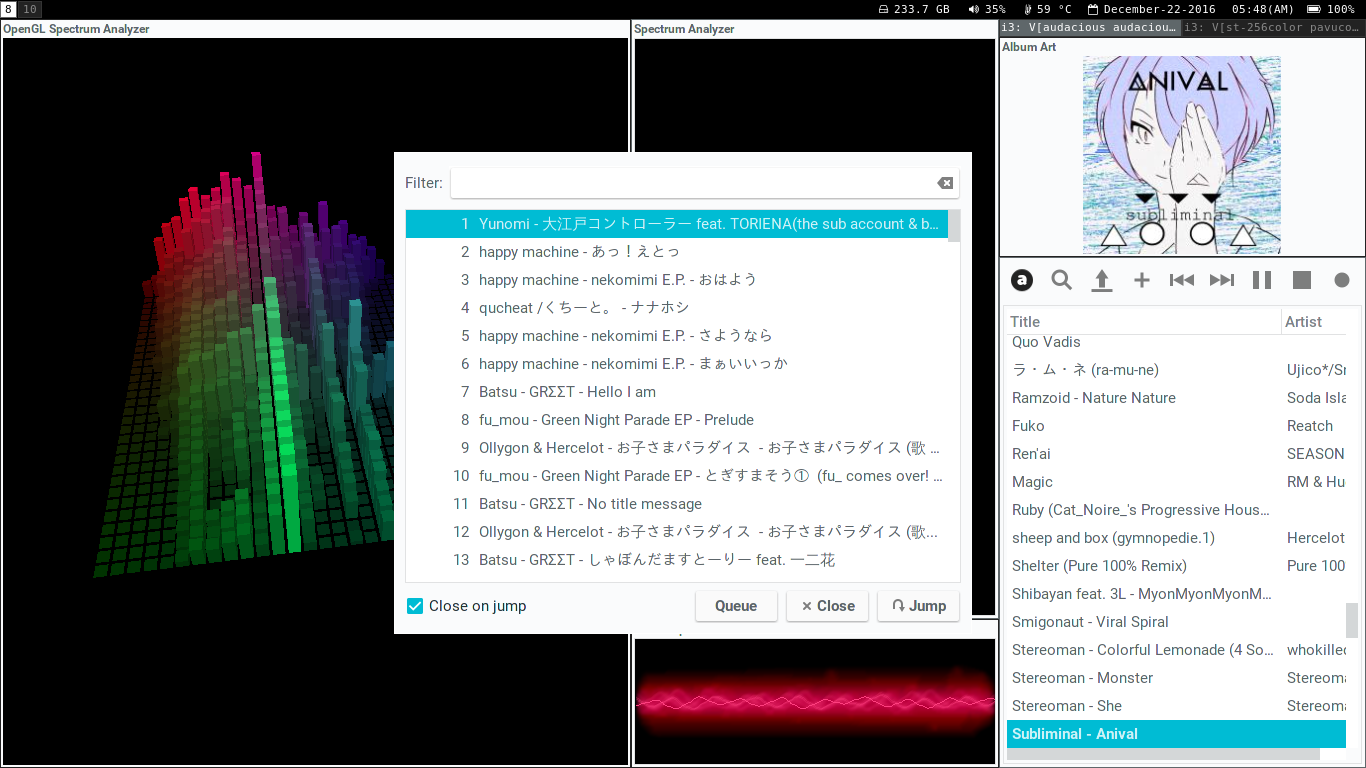 8 10 233.7 GB 35% 59 °C December-22-2016 05:48(AM) 100%
OpenGL Spectrum Analyzer
Spectrum Analyzer
i3: V[audacious audaciou… i3: V[st-256color pavuco…
Album Art
ANIVAL
subliminal
a
Filter:
1 Yunomi - 大江戸コントローラー feat. TORIENA(the sub account & b…
2 happy machine - あっ！えとっ
3 happy machine - nekomimi E.P. - おはよう
4 qucheat /くちーと。 - ナナホシ
5 happy machine - nekomimi E.P. - さようなら
6 happy machine - nekomimi E.P. - まぁいいっか
7 Batsu - GRΣΣT - Hello I am
8 fu_mou - Green Night Parade EP - Prelude
9 Ollygon & Hercelot - お子さまパラダイス - お子さまパラダイス (歌 …
10 fu_mou - Green Night Parade EP - とぎすまそう① (fu_ comes over! …
11 Batsu - GRΣΣT - No title message
12 Ollygon & Hercelot - お子さまパラダイス - お子さまパラダイス (歌…
13 Batsu - GRΣΣT - しゃぼんだますとーりー feat. 一二花
Close on jump
Queue
Close
Jump
Title Artist
Quo Vadis
ラ・ム・ネ (ra-mu-ne) Ujico*/Sr
Ramzoid - Nature Nature Soda Isla
Fuko Reatch
Ren'ai SEASON
Magic RM & Hu
Ruby (Cat_Noire_'s Progressive Hous…
sheep and box (gymnopedie.1) Hercelot
Shelter (Pure 100% Remix) Pure 100
Shibayan feat. 3L - MyonMyonMyonM…
Smigonaut - Viral Spiral
Stereoman - Colorful Lemonade (4 So… whokilled
Stereoman - Monster Stereoma
Stereoman - She Stereoma
Subliminal - Anival